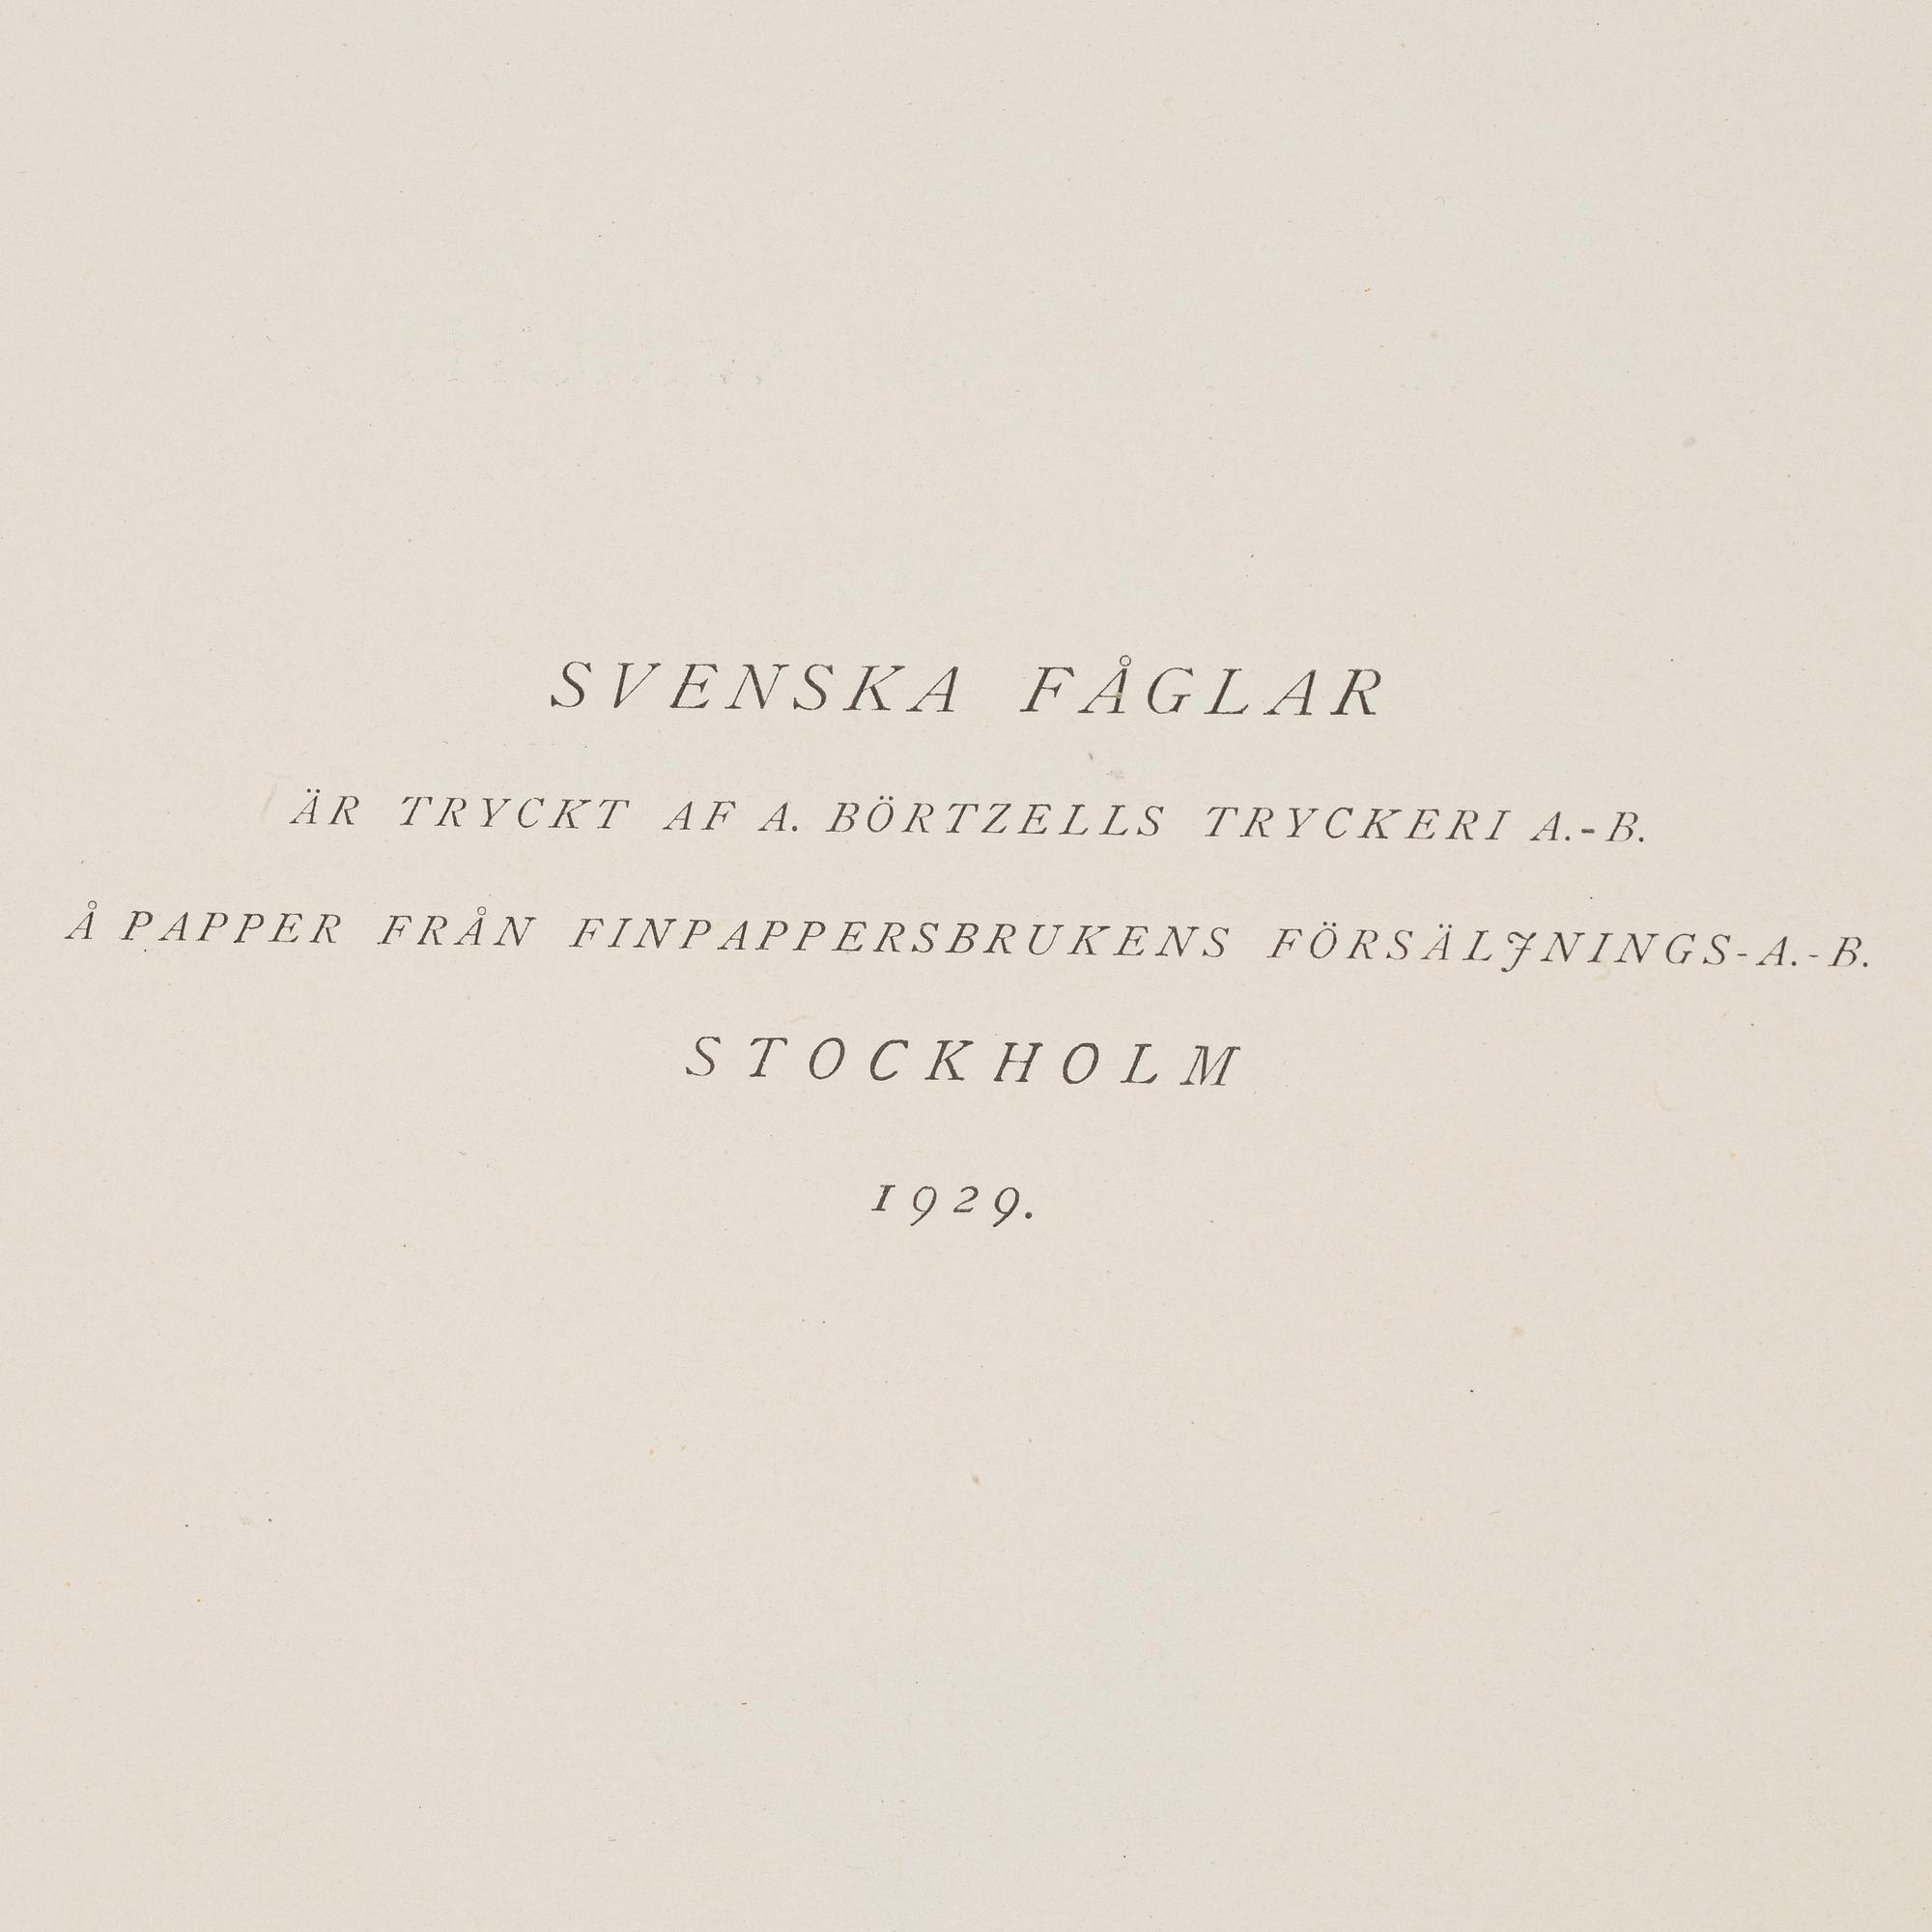 SVENSKA FÅGLAR
ÄR TRYCKT AF A. BÖRTZELLS TRYCKERI A.-B.
Å PAPPER FRÅN FINPAPPERSBRUKENS FÖRSÄLJNINGS-A.-B.
STOCKHOLM
1929.